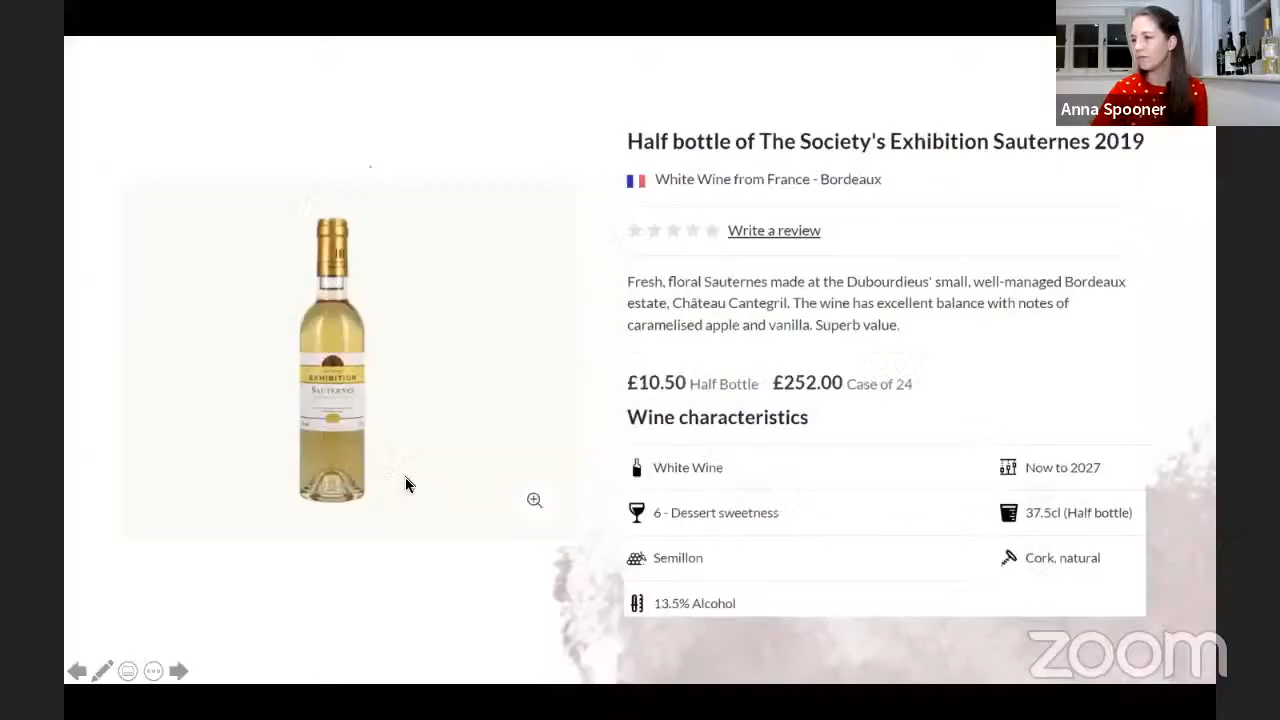 Anna Spooner
Half bottle of The Society's Exhibition Sauternes 2019
White Wine from France - Bordeaux
Write a review
Fresh, floral Sauternes made at the Dubourdieus' small, well-managed Bordeaux
estate, Château Cantegril. The wine has excellent balance with notes of
caramelised apple and vanilla. Superb value.
£10.50 Half Bottle £252.00 Case of 24
Wine characteristics
White Wine
Now to 2027
6 - Dessert sweetness
37.5cl (Half bottle)
Semillon
Cork, natural
13.5% Alcohol
EXHIBITION
SAUTERNES
zoom